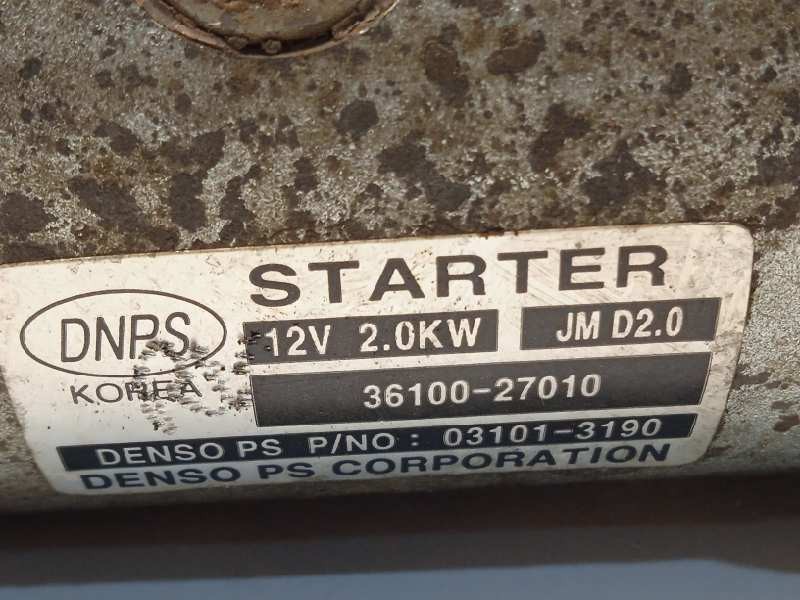 STARTER
DNPS
12V 2.0KW
JM D2.0
KOREA
36100-27010
DENSO PS P/NO: 03101-3190
DENSO PS CORPORATION